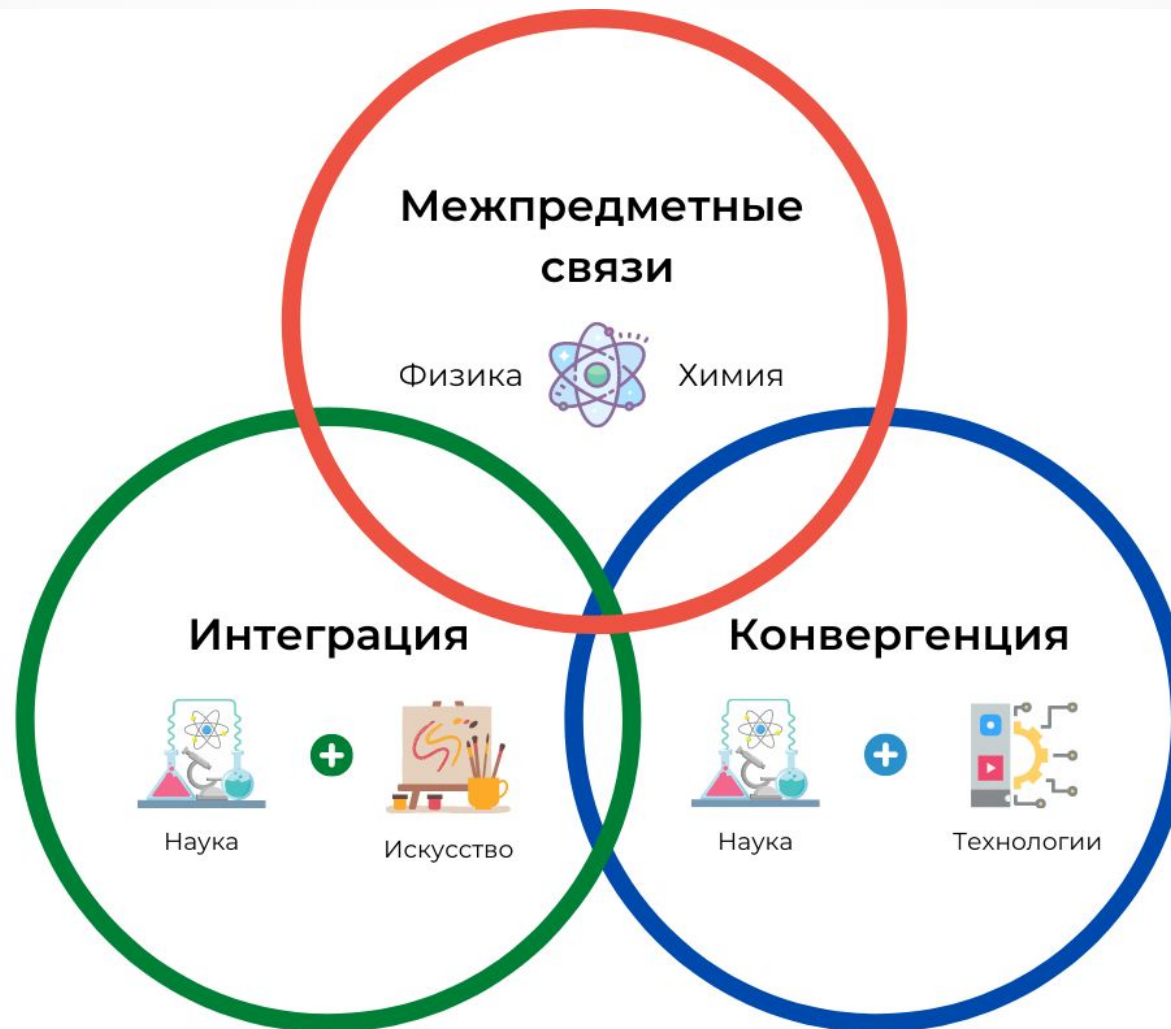 Межпредметные
связи
Физика
Химия
Интеграция
Конвергенция
Наука
Искусство
Наука
Технологии